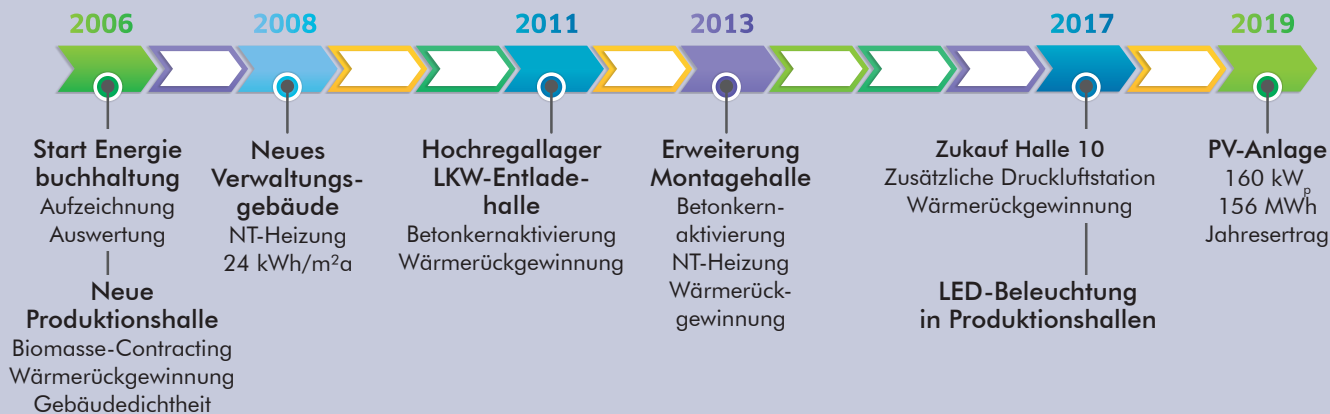 2006
Start Energie
buchhaltung
Aufzeichnung
Auswertung
Neue
Produktionshalle
Biomasse-Contracting
Wärmerückgewinnung
Gebäudedichtheit
2008
Neues
Verwaltungs-
gebäude
NT-Heizung
24 kWh/m²a
2011
Hochregallager
LKW-Entlade-
halle
Betonkernaktivierung
Wärmerückgewinnung
2013
Erweiterung
Montagehalle
Betonkern-
aktivierung
NT-Heizung
Wärmerück-
gewinnung
2017
Zukauf Halle 10
Zusätzliche Druckluftstation
Wärmerückgewinnung
LED-Beleuchtung
in Produktionshallen
2019
PV-Anlage
160 kWₚ
156 MWh
Jahresertrag